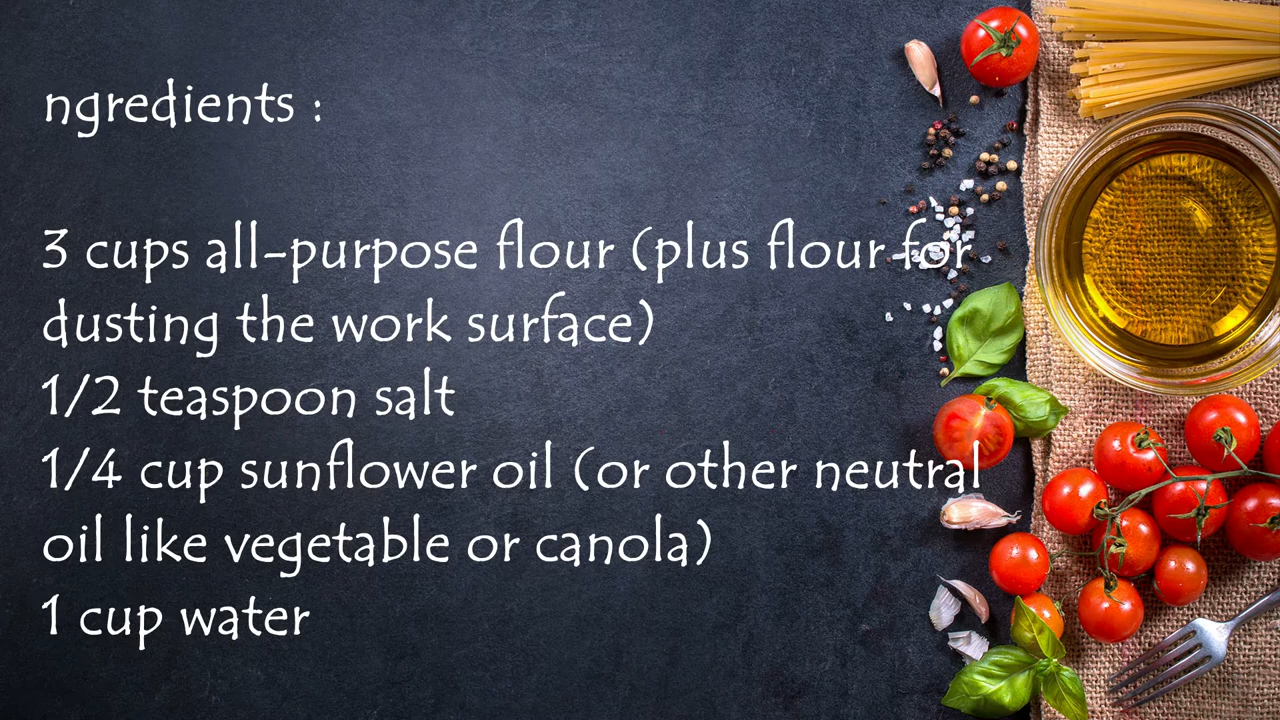 ngredients :
3 cups all-purpose flour (plus flour for
dusting the work surface)
1/2 teaspoon salt
1/4 cup sunflower oil (or other neutral
oil like vegetable or canola)
1 cup water